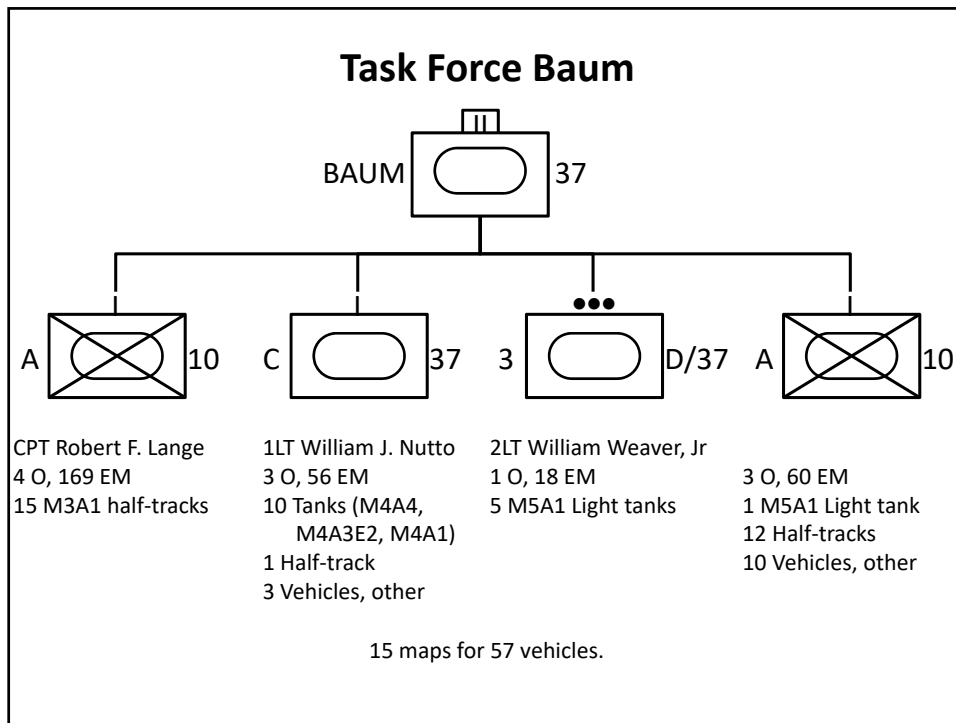 Task Force Baum
BAUM 37
A 10
C 37
3 D/37
A 10
CPT Robert F. Lange
4 O, 169 EM
15 M3A1 half-tracks
1LT William J. Nutto
3 O, 56 EM
10 Tanks (M4A4,
M4A3E2, M4A1)
1 Half-track
3 Vehicles, other
2LT William Weaver, Jr
1 O, 18 EM
5 M5A1 Light tanks
3 O, 60 EM
1 M5A1 Light tank
12 Half-tracks
10 Vehicles, other
15 maps for 57 vehicles.